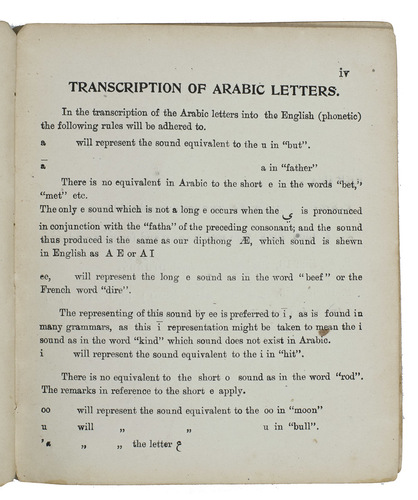 iv
TRANSCRIPTION OF ARABIC LETTERS.
In the transcription of the Arabic letters into the English (phonetic)
the following rules will be adhered to.
a will represent the sound equivalent to the u in "but".
ā a in "father"
There is no equivalent in Arabic to the short e in the words "bet,"
"met" etc.
The only e sound which is not a long e occurs when the ي is pronounced
in conjunction with the "fatha" of the preceding consonant; and the sound
thus produced is the same as our dipthong Æ, which sound is shewn
in English as A E or A I
ee, will represent the long e sound as in the word "beef" or the
French word "dire".
The representing of this sound by ee is preferred to ī, as is found in
many grammars, as this ī representation might be taken to mean the i
sound as in the word "kind" which sound does not exist in Arabic.
i will represent the sound equivalent to the i in "hit".
There is no equivalent to the short o sound as in the word "rod".
The remarks in reference to the short e apply.
oo will represent the sound equivalent to the oo in "moon"
u will „ „ u in "bull".
'a „ „ the letter ع